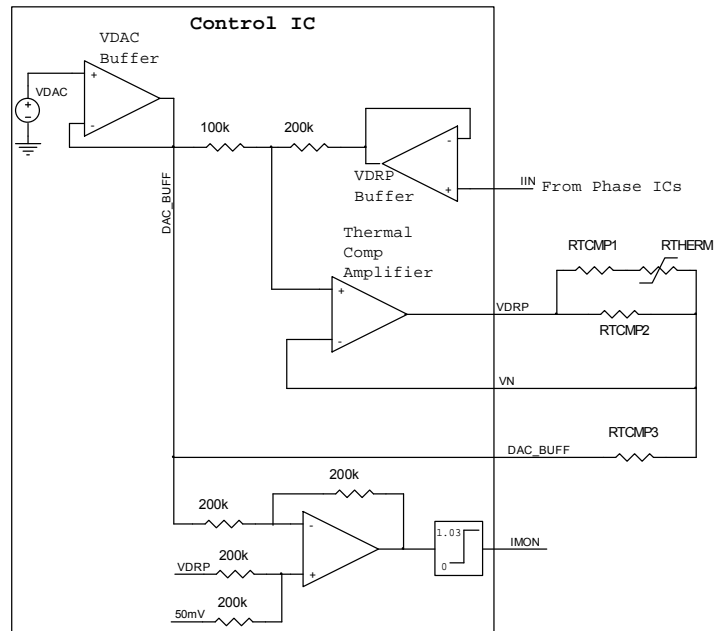 Control IC
VDAC
Buffer
+
-
VDAC
+
-
100k
200k
-
+
VDRP
Buffer
IIN
From Phase ICs
DAC_BUFF
Thermal
Comp
Amplifier
+
-
RTCMP1
RTHERM
VDRP
RTCMP2
VN
RTCMP3
DAC_BUFF
200k
200k
-
+
1.03
0
IMON
VDRP
200k
50mV
200k